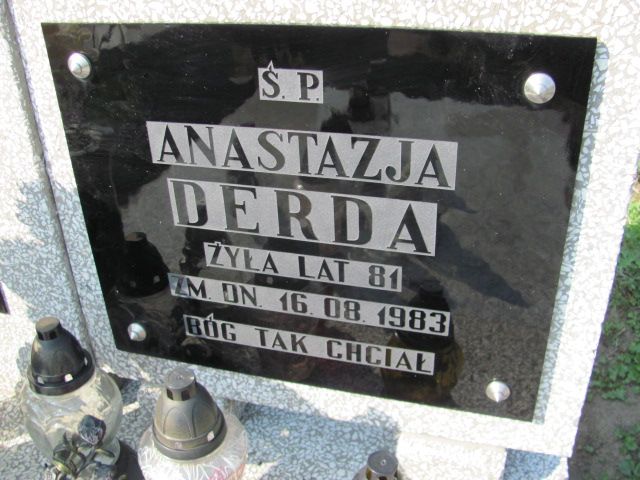 Ś. P.
ANASTAZJA
DERDA
ŻYŁA LAT 81
ZM. DN. 16.08.1983
BÓG TAK CHCIAŁ